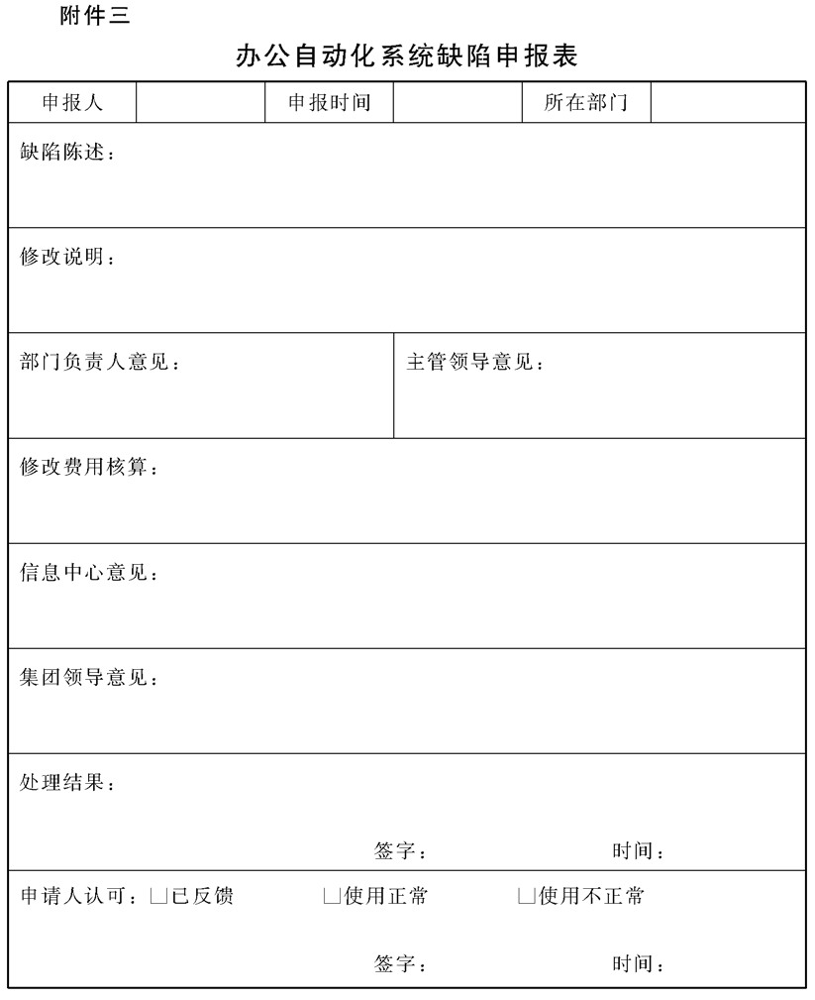 附件三
办公自动化系统缺陷申报表
申报人 申报时间 所在部门
缺陷陈述：
修改说明：
部门负责人意见： 主管领导意见：
修改费用核算：
信息中心意见：
集团领导意见：
处理结果：
签字： 时间：
申请人认可：□已反馈 □使用正常 □使用不正常
签字： 时间：